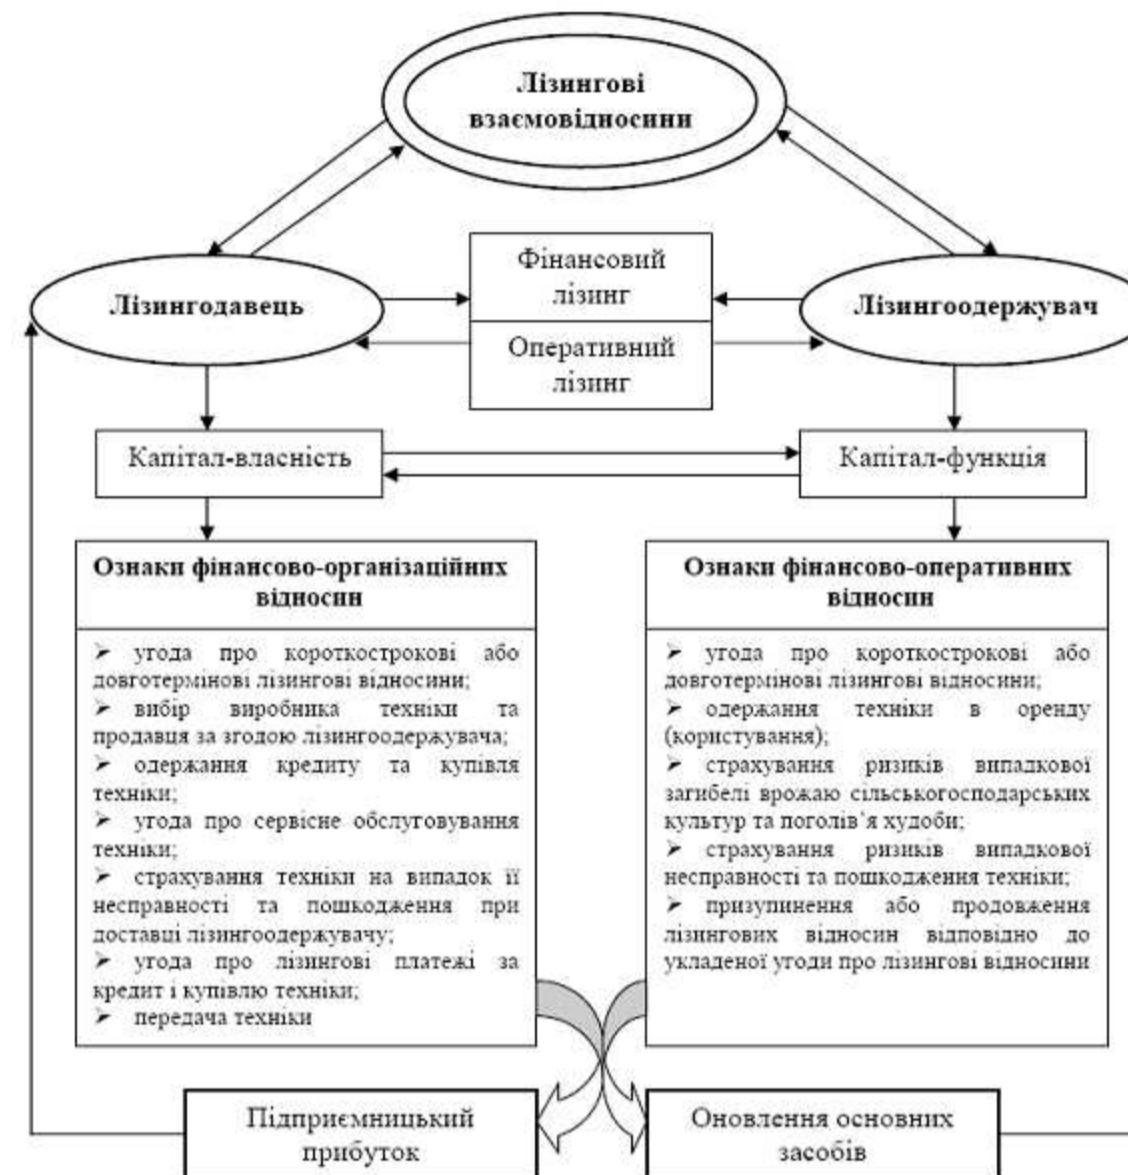 Лізингові
взаємовідносини
Лізингодавець
Фінансовий
лізинг
Оперативний
лізинг
Лізингоодержувач
Капітал-власність
Капітал-функція
Ознаки фінансово-організаційних
відносин
➢ угода про короткострокові або
довготермінові лізингові відносини;
➢ вибір виробника техніки та
продавця за згодою лізингоодержувача;
➢ одержання кредиту та купівля
техніки;
➢ угода про сервісне обслуговування
техніки;
➢ страхування техніки на випадок її
несправності та пошкодження при
доставці лізингоодержувачу;
➢ угода про лізингові платежі за
кредит і купівлю техніки;
➢ передача техніки
Ознаки фінансово-оперативних
відносин
➢ угода про короткострокові або
довготермінові лізингові відносини;
➢ одержання техніки в оренду
(користування);
➢ страхування ризиків випадкової
загибелі врожаю сільськогосподарських
культур та поголів’я худоби;
➢ страхування ризиків випадкової
несправності та пошкодження техніки;
➢ призупинення або продовження
лізингових відносин відповідно до
укладеної угоди про лізингові відносини
Підприємницький
прибуток
Оновлення основних
засобів